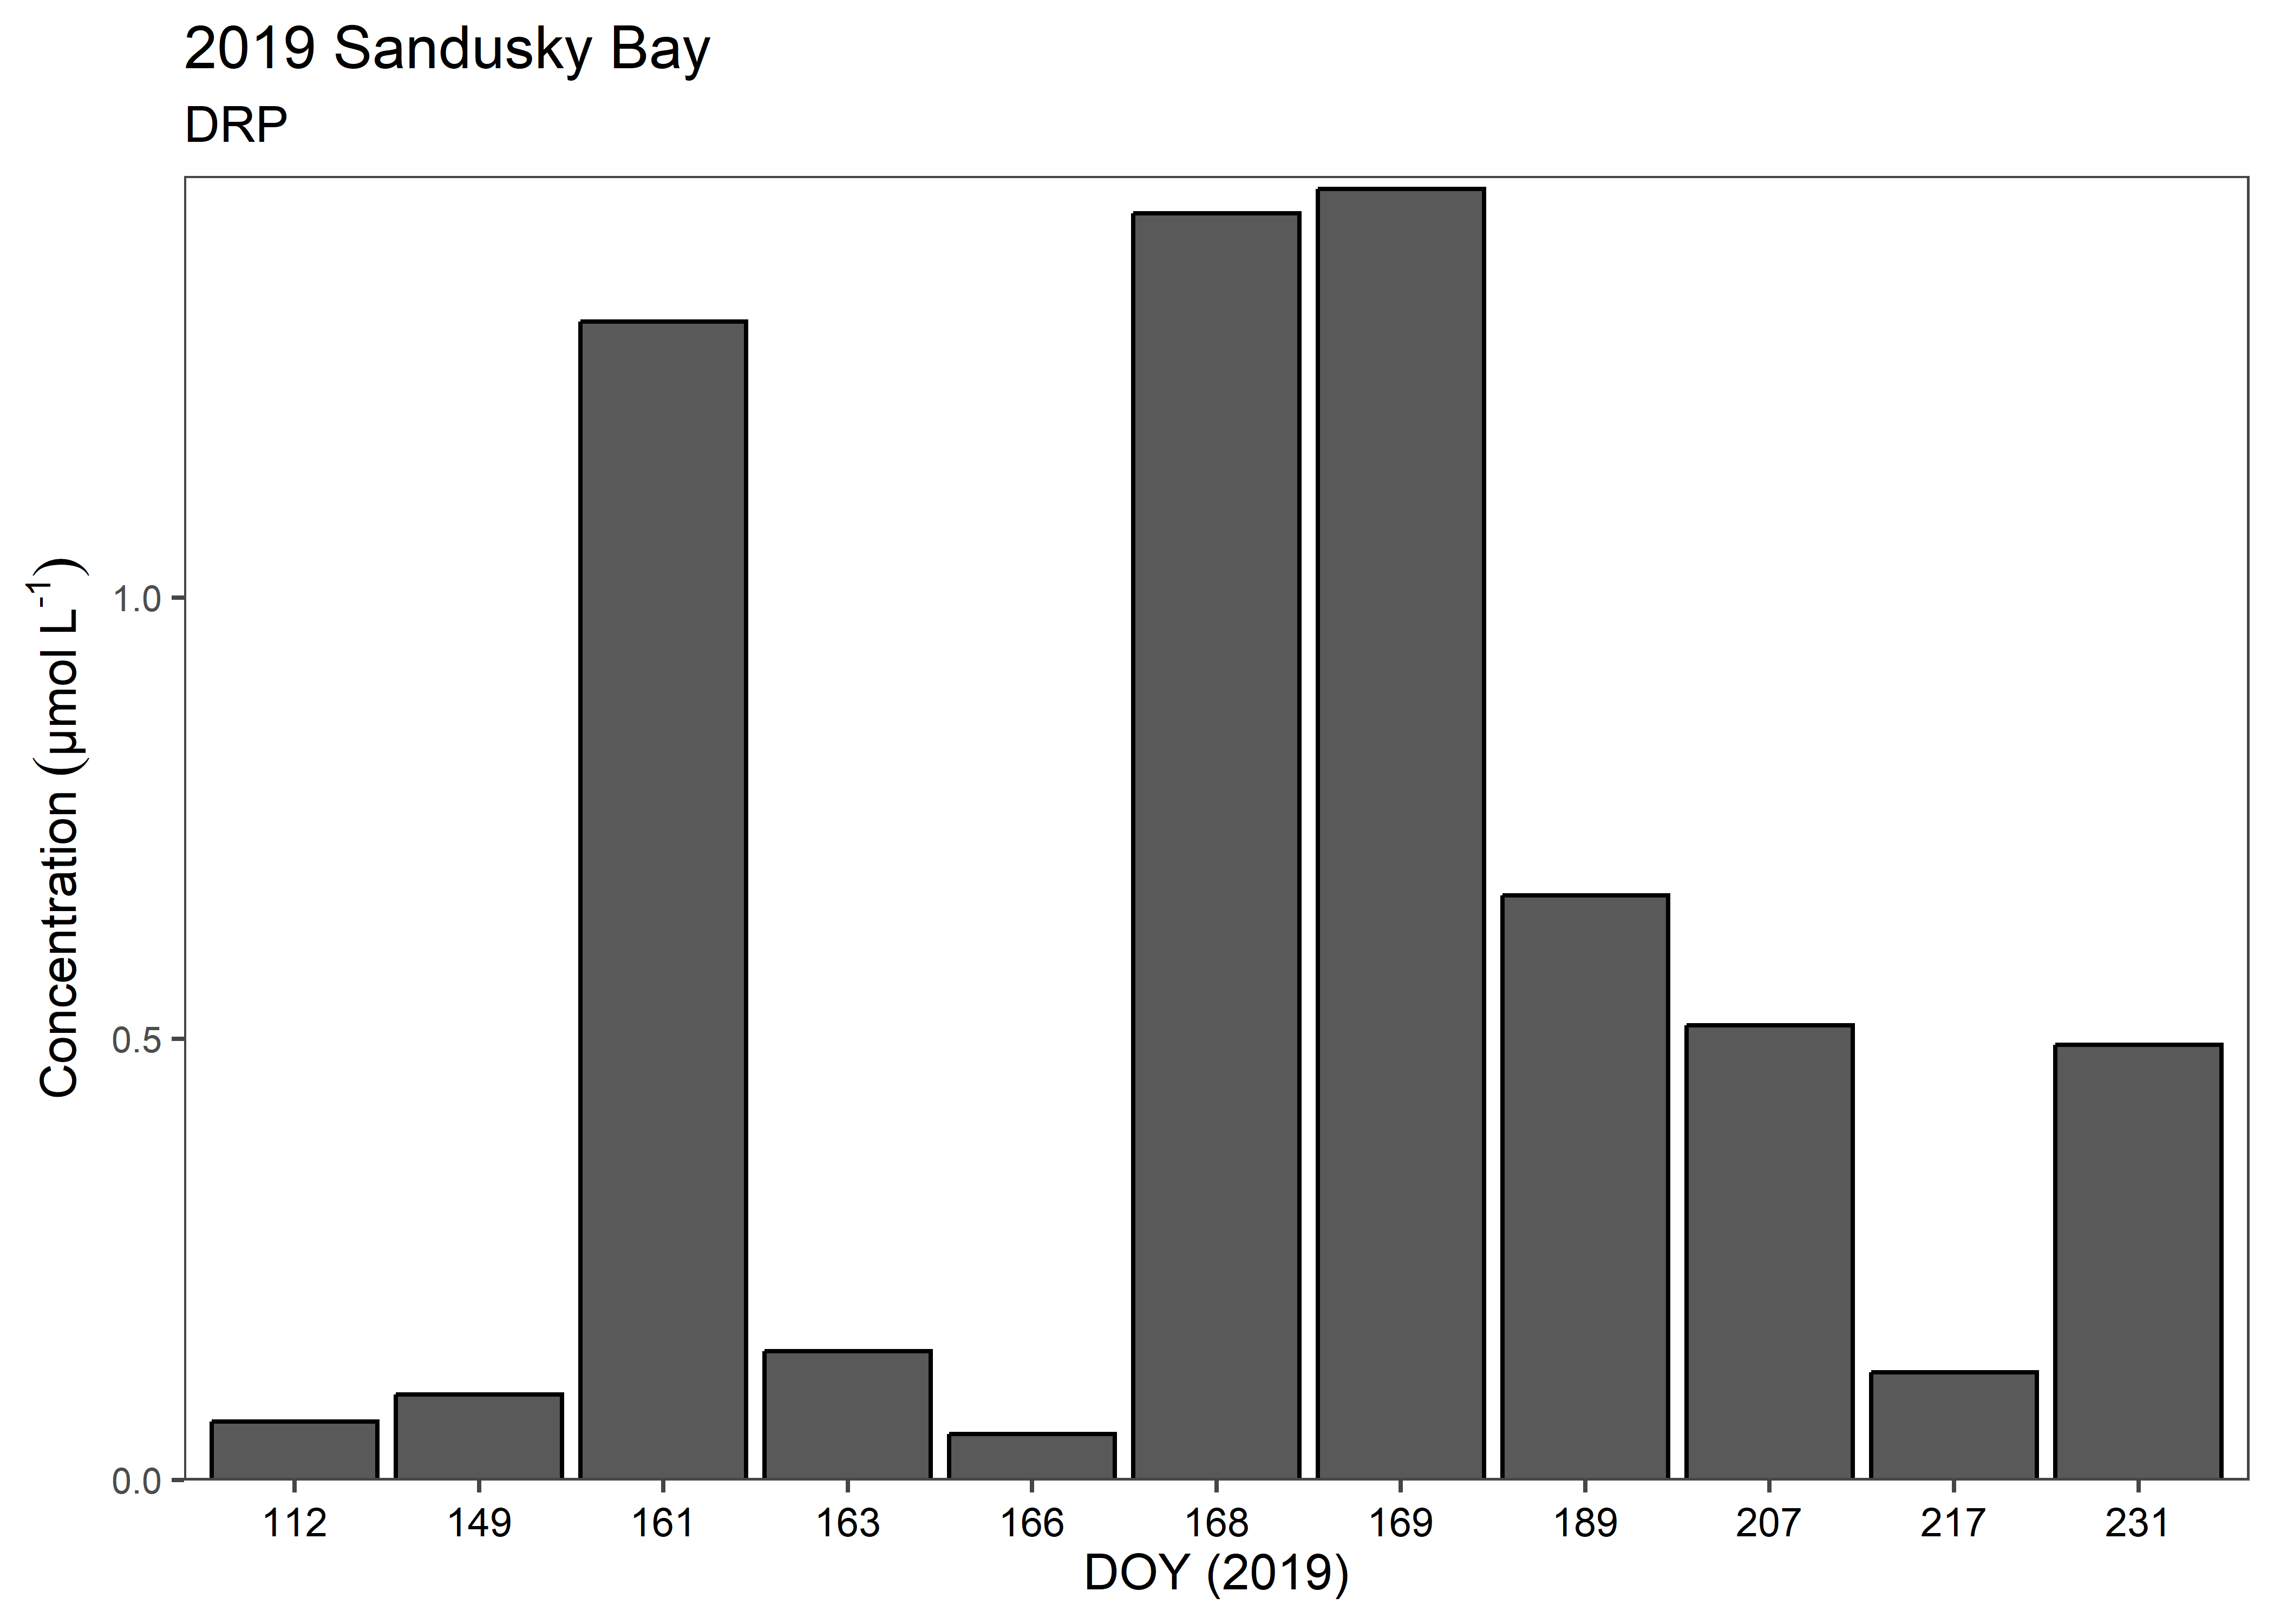 2019 Sandusky Bay
DRP
Concentration (µmol L⁻¹)
1.0
0.5
0.0
112 149 161 163 166 168 169 189 207 217 231
DOY (2019)